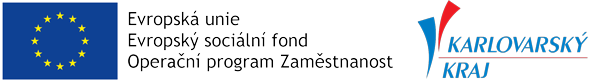 Evropská unie
Evropský sociální fond
Operační program Zaměstnanost
KARLOVARSKÝ
KRAJ